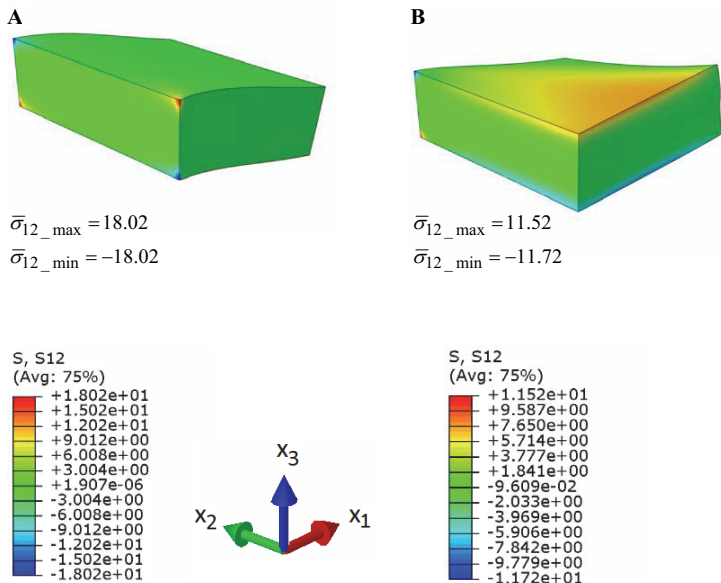 A
B
σ̅12_max = 18.02
σ̅12_min = −18.02
σ̅12_max = 11.52
σ̅12_min = −11.72
S, S12
(Avg: 75%)
+1.802e+01
+1.502e+01
+1.202e+01
+9.012e+00
+6.008e+00
+3.004e+00
+1.907e-06
-3.004e+00
-6.008e+00
-9.012e+00
-1.202e+01
-1.502e+01
-1.802e+01
x3
x2
x1
S, S12
(Avg: 75%)
+1.152e+01
+9.587e+00
+7.650e+00
+5.714e+00
+3.777e+00
+1.841e+00
-9.609e-02
-2.033e+00
-3.969e+00
-5.906e+00
-7.842e+00
-9.779e+00
-1.172e+01